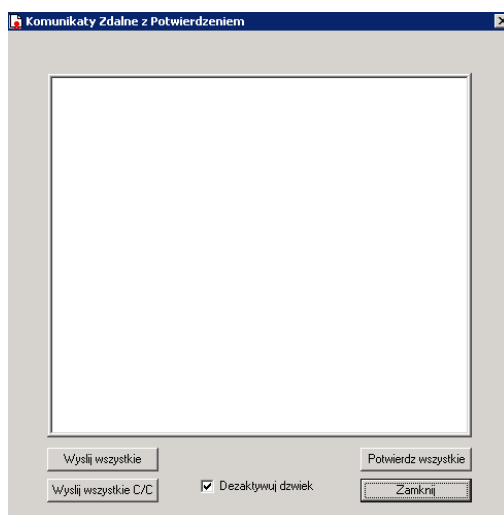 Komunikaty Zdalne z Potwierdzeniem
Wyslij wszystkie
Potwierdz wszystkie
Wyslij wszystkie C/C
Dezaktywuj dzwiek
Zamknij